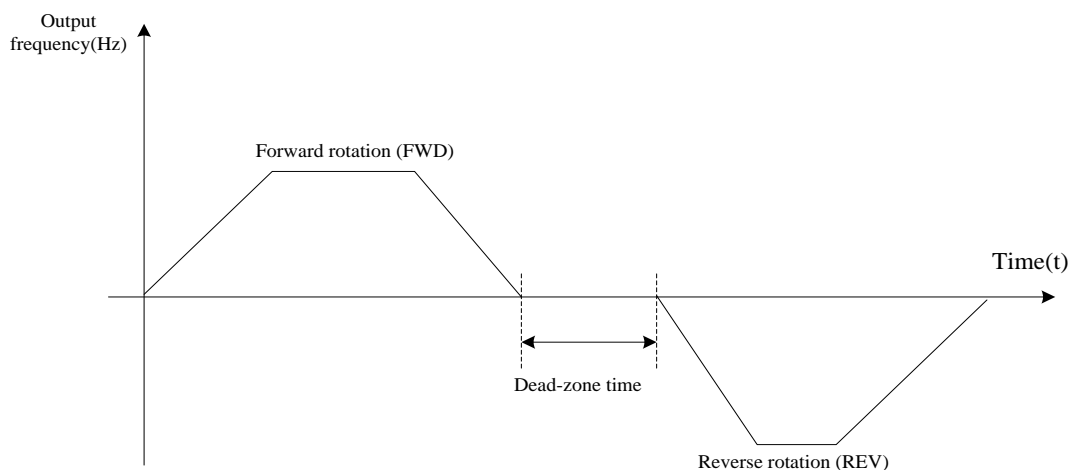 Output
frequency(Hz)
Forward rotation (FWD)
Time(t)
Dead-zone time
Reverse rotation (REV)